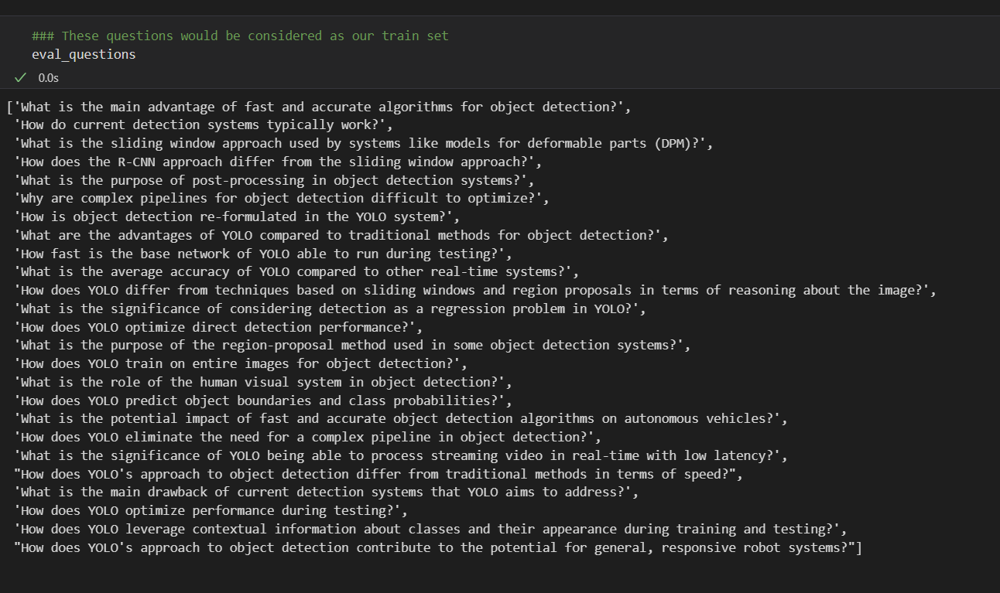 ### These questions would be considered as our train set
eval_questions
✓ 0.0s
['What is the main advantage of fast and accurate algorithms for object detection?',
'How do current detection systems typically work?',
'What is the sliding window approach used by systems like models for deformable parts (DPM)?',
'How does the R-CNN approach differ from the sliding window approach?',
'What is the purpose of post-processing in object detection systems?',
'Why are complex pipelines for object detection difficult to optimize?',
'How is object detection re-formulated in the YOLO system?',
'What are the advantages of YOLO compared to traditional methods for object detection?',
'How fast is the base network of YOLO able to run during testing?',
'What is the average accuracy of YOLO compared to other real-time systems?',
'How does YOLO differ from techniques based on sliding windows and region proposals in terms of reasoning about the image?',
'What is the significance of considering detection as a regression problem in YOLO?',
'How does YOLO optimize direct detection performance?',
'What is the purpose of the region-proposal method used in some object detection systems?',
'How does YOLO train on entire images for object detection?',
'What is the role of the human visual system in object detection?',
'How does YOLO predict object boundaries and class probabilities?',
'What is the potential impact of fast and accurate object detection algorithms on autonomous vehicles?',
'How does YOLO eliminate the need for a complex pipeline in object detection?',
'What is the significance of YOLO being able to process streaming video in real-time with low latency?',
"How does YOLO's approach to object detection differ from traditional methods in terms of speed?",
'What is the main drawback of current detection systems that YOLO aims to address?',
'How does YOLO optimize performance during testing?',
'How does YOLO leverage contextual information about classes and their appearance during training and testing?',
"How does YOLO's approach to object detection contribute to the potential for general, responsive robot systems?"]